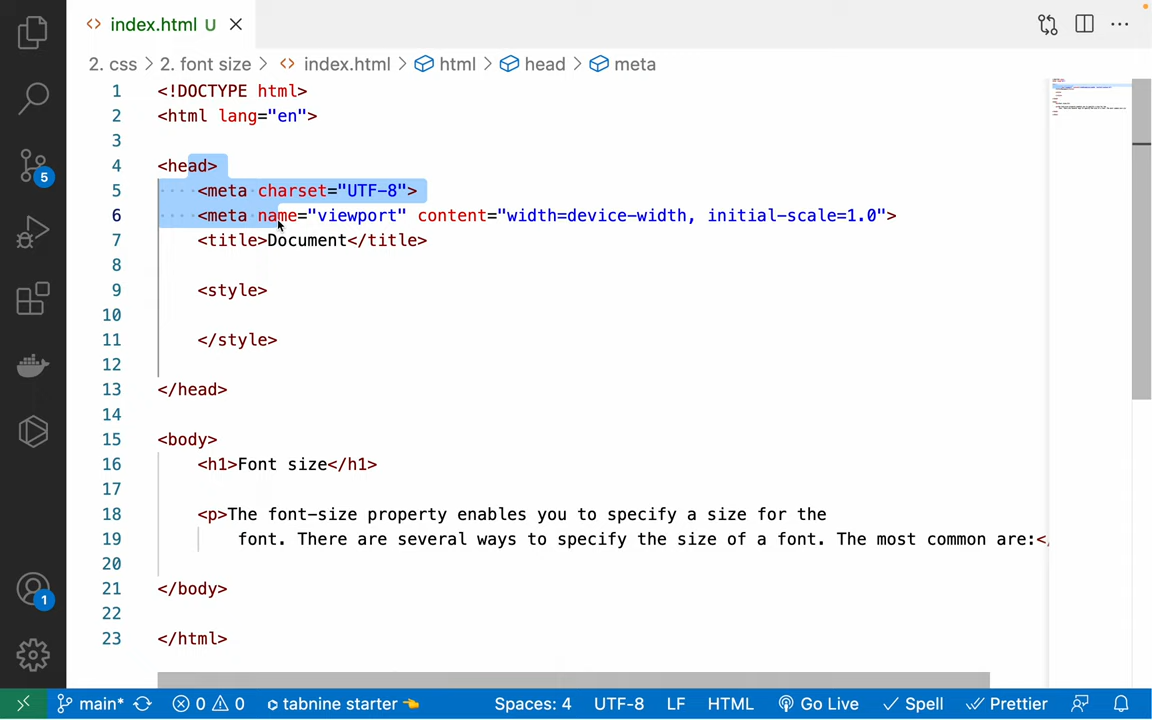 index.html U
2. css > 2. font size > index.html > html > head > meta
1 <!DOCTYPE html>
2 <html lang="en">
3
4 <head>
5 <meta charset="UTF-8">
6 <meta name="viewport" content="width=device-width, initial-scale=1.0">
7 <title>Document</title>
8
9 <style>
10
11 </style>
12
13 </head>
14
15 <body>
16 <h1>Font size</h1>
17
18 <p>The font-size property enables you to specify a size for the
19 font. There are several ways to specify the size of a font. The most common are:</
20
21 </body>
22
23 </html>
5
1
main* 0 0 tabnine starter Spaces: 4 UTF-8 LF HTML Go Live Spell Prettier